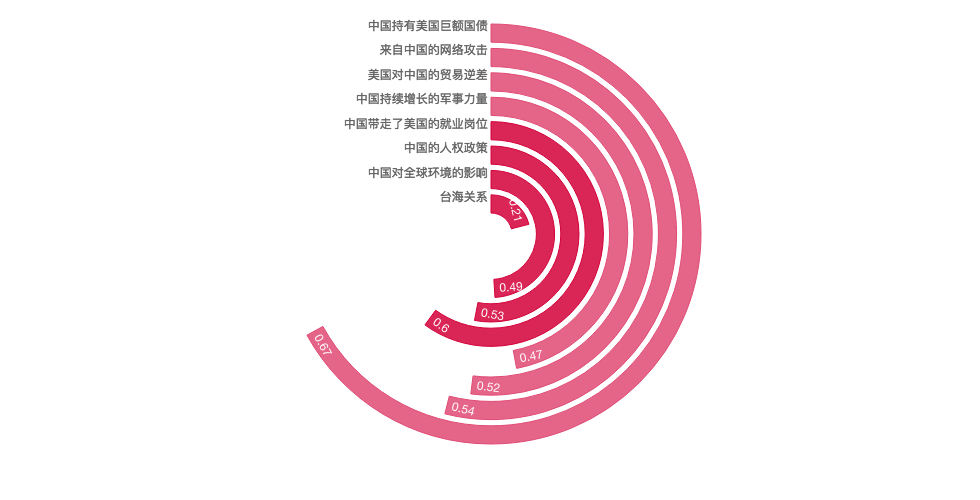 中国持有美国巨额国债
来自中国的网络攻击
美国对中国的贸易逆差
中国持续增长的军事力量
中国带走了美国的就业岗位
中国的人权政策
中国对全球环境的影响
台海关系
0.21
0.49
0.53
0.6
0.67
0.47
0.52
0.54